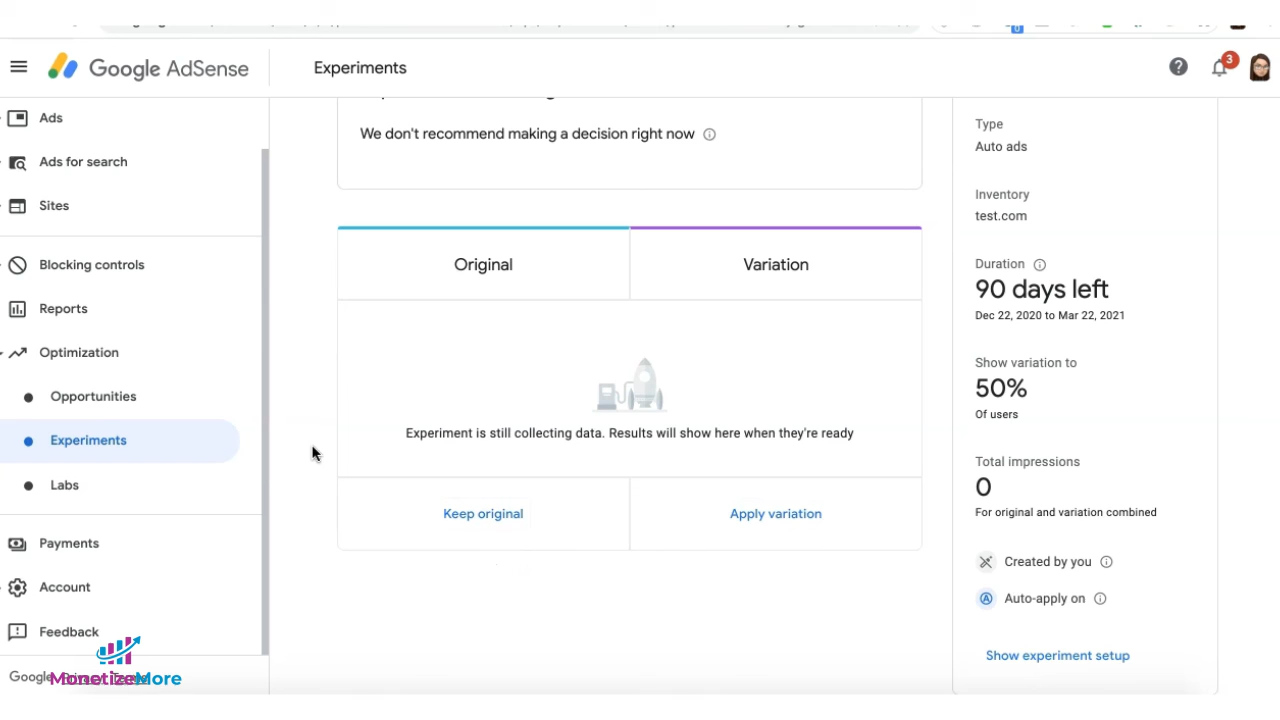 Google AdSense
Experiments
3
Ads
Ads for search
Sites
Blocking controls
Reports
Optimization
Opportunities
Experiments
Labs
Payments
Account
Feedback
Google
MonetizeMore
We don't recommend making a decision right now
Original
Variation
Experiment is still collecting data. Results will show here when they're ready
Keep original
Apply variation
Type
Auto ads
Inventory
test.com
Duration
90 days left
Dec 22, 2020 to Mar 22, 2021
Show variation to
50%
Of users
Total impressions
0
For original and variation combined
Created by you
Auto-apply on
Show experiment setup